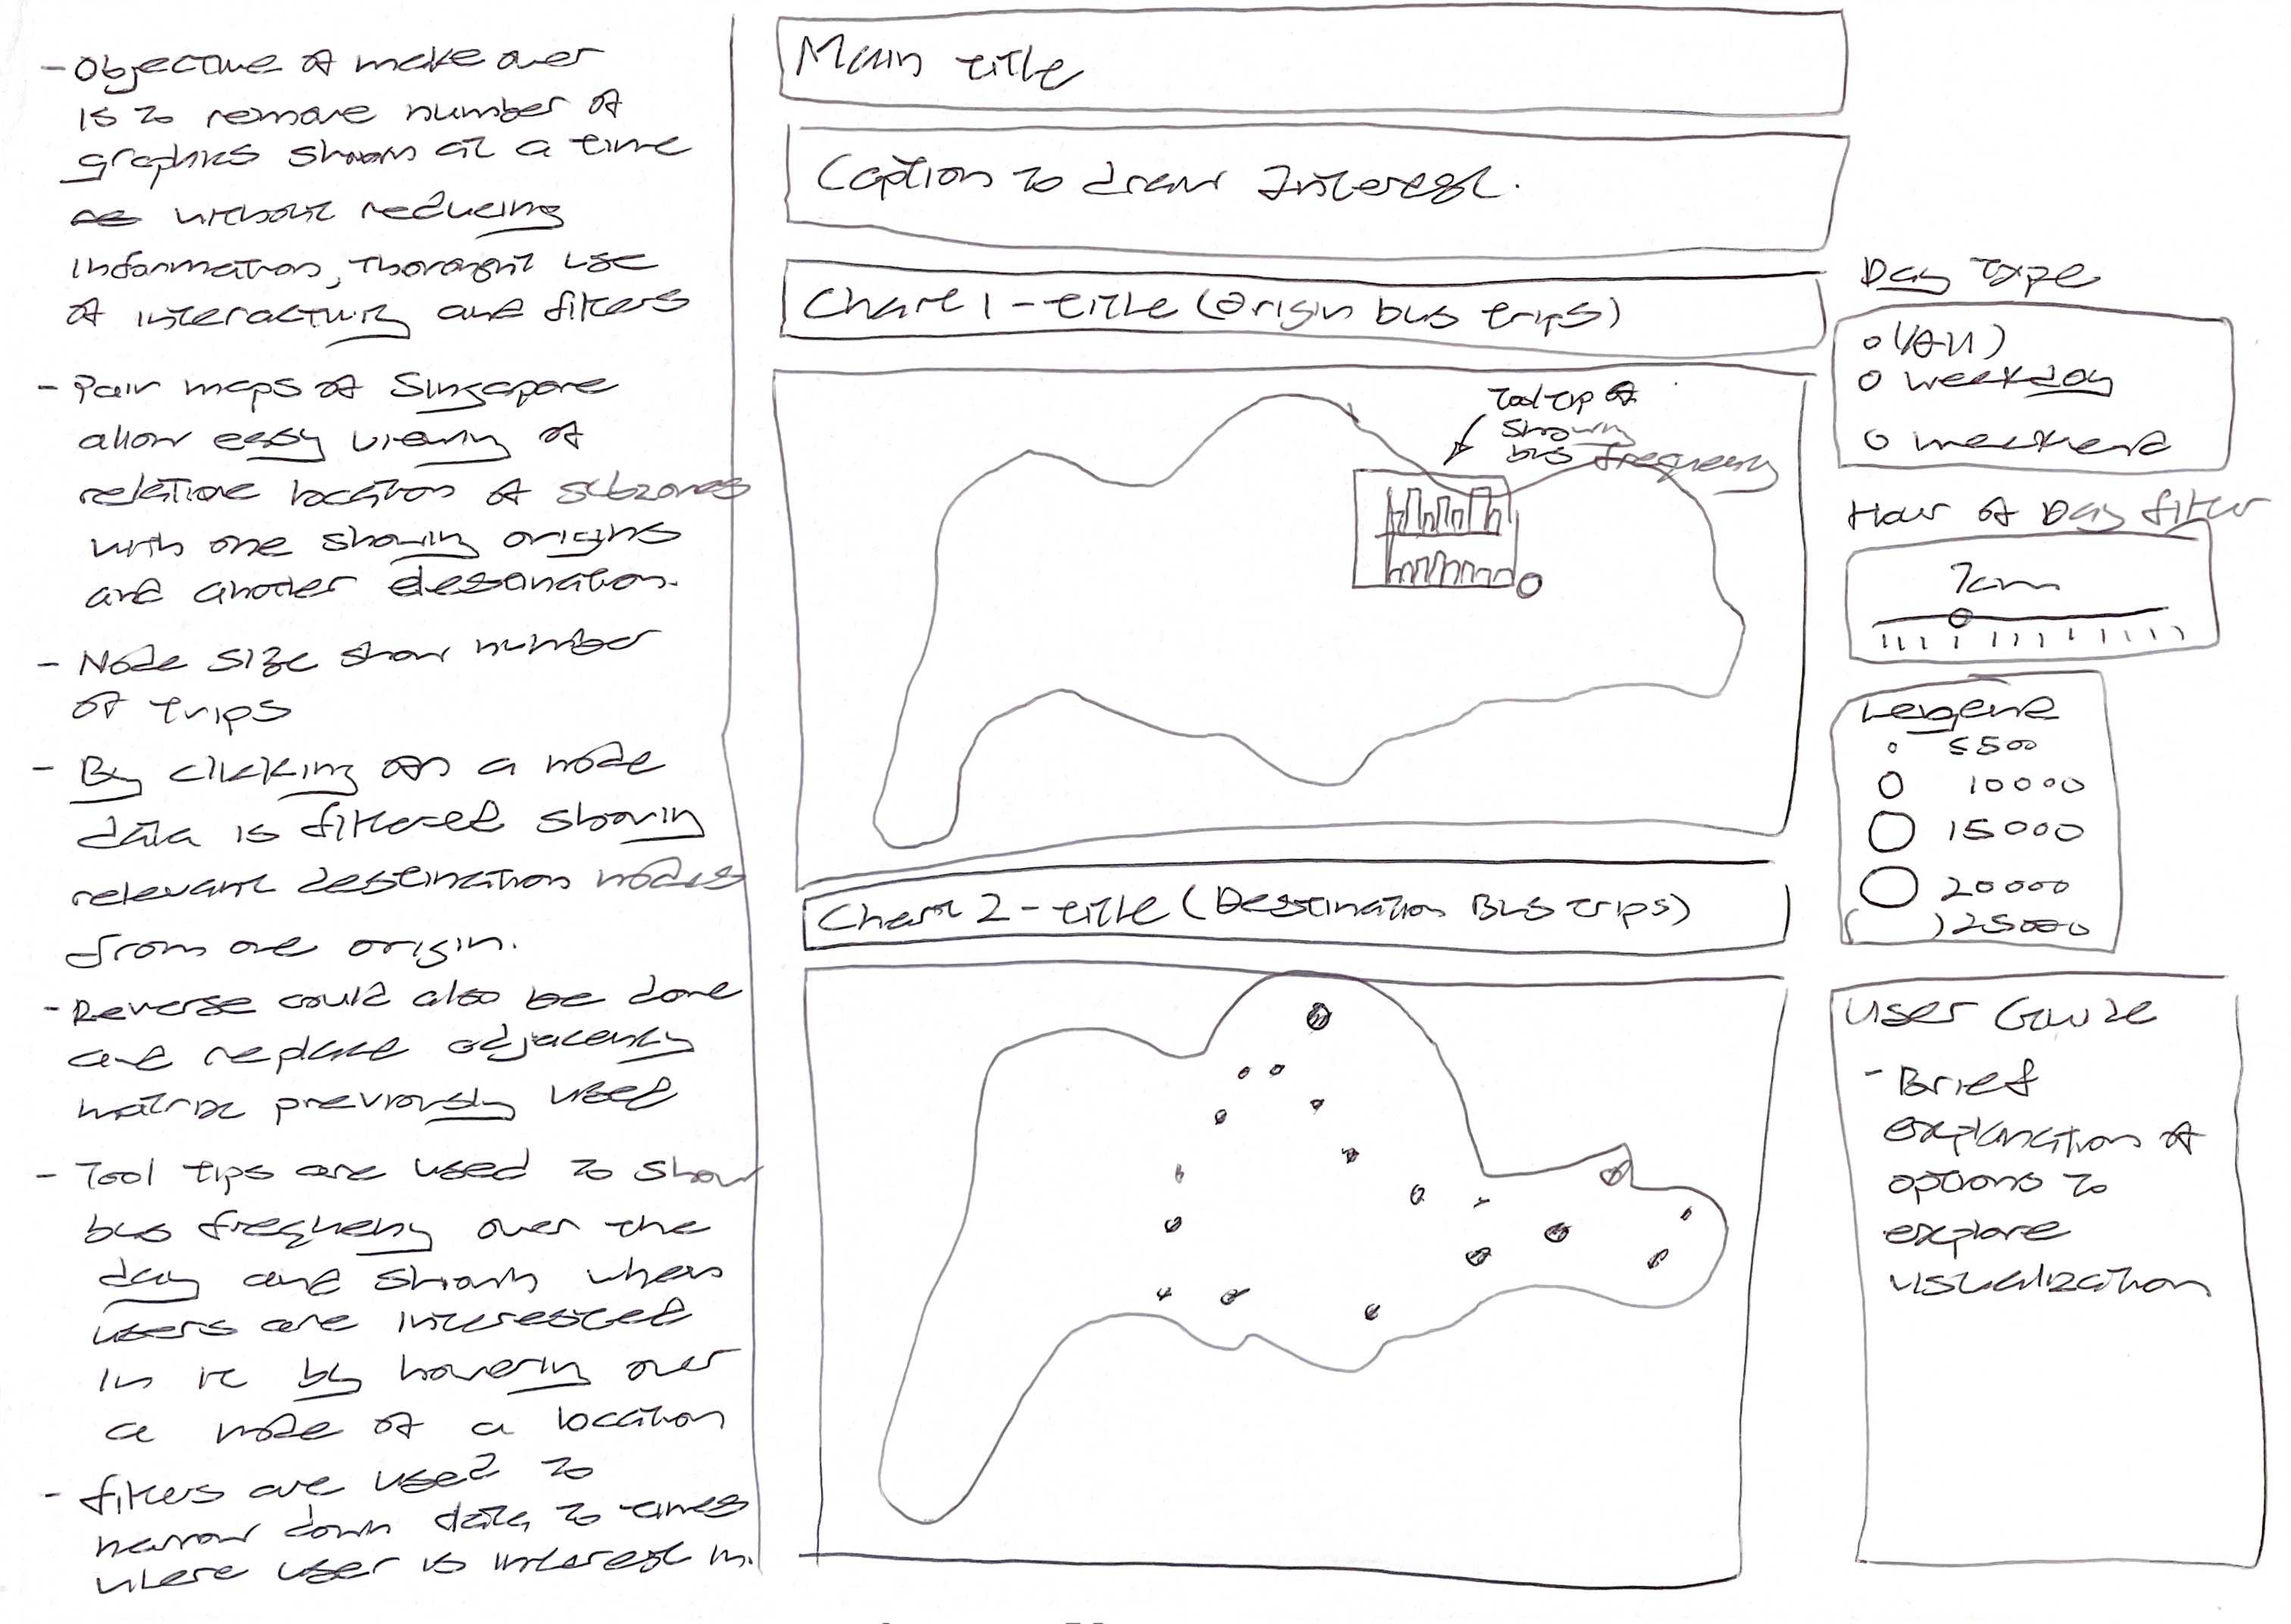 - Objective of make over
is to remove number of
graphics shown at a time
without reducing
information, thorought use
of interactivity and filters
- Pair maps of Singapore
allow easy viewing of
relative location of subzones
with one showing origins
and another destination.
- Node size show number
of trips
- By clicking on a node
data is filtered showing
relevant destination nodes
from one origin.
- Reverse could also be done
and replace adjacency
matrix previously used
- Tool tips are used to show
bus frequency over the
day and shown when
users are interested
in it by hovering over
a node of a location
- filters are used to
narrow down data to times
where user is interest in.
Main title
Caption to draw Interest.
Chart 1 - title (Origin bus trips)
Tool tip of
showing
bus frequency
Chart 2 - title (Destination Bus trips)
Day type
(All)
weekday
weekend
Hour of Day filter
7am
Legend
≤500
10000
15000
20000
25000
User Guide
- Brief
explanation of
options to
explore
visualization